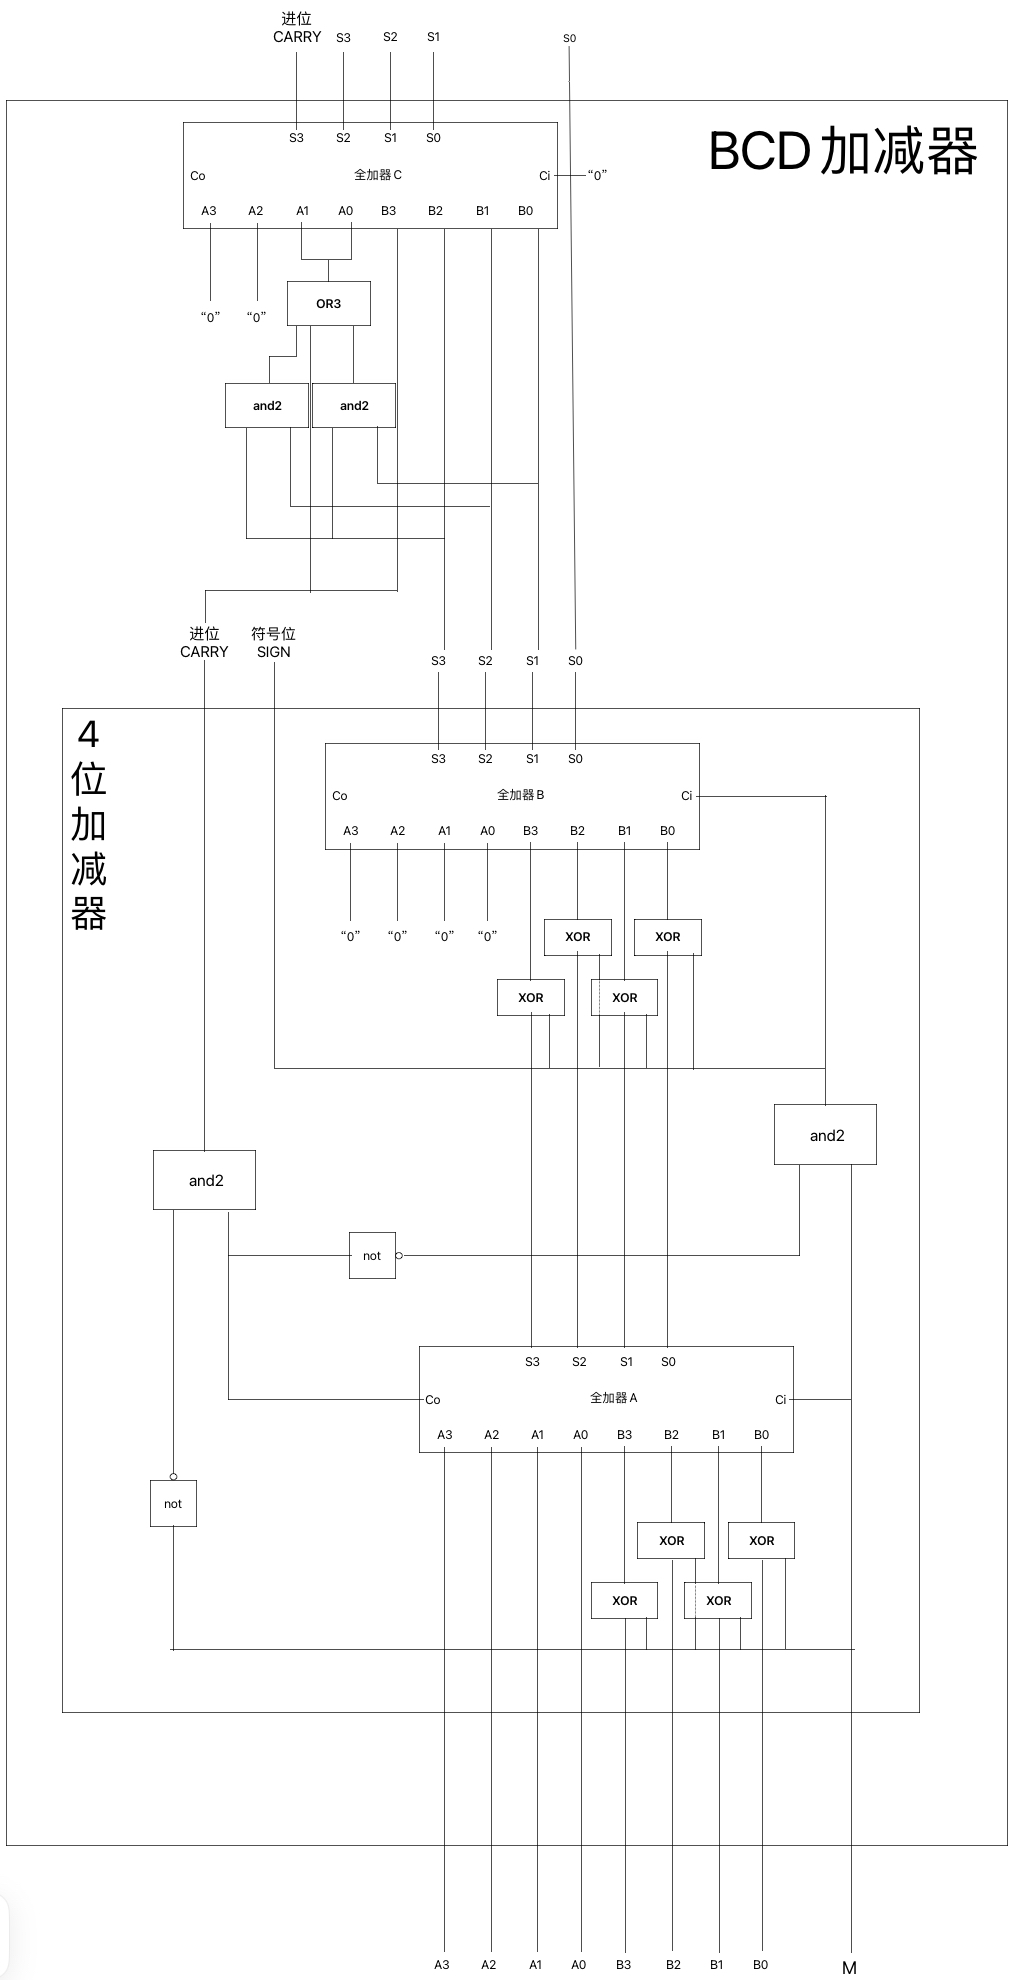 进位
CARRY S3 S2 S1 S0
BCD加减器
S3 S2 S1 S0
Co 全加器C Ci “0”
A3 A2 A1 A0 B3 B2 B1 B0
OR3
“0” “0”
and2 and2
进位 符号位
CARRY SIGN
S3 S2 S1 S0
4
位
加
减
器
S3 S2 S1 S0
Co 全加器B Ci
A3 A2 A1 A0 B3 B2 B1 B0
“0” “0” “0” “0” XOR XOR
XOR XOR
and2
and2
not
S3 S2 S1 S0
Co 全加器A Ci
A3 A2 A1 A0 B3 B2 B1 B0
not
XOR XOR
XOR XOR
A3 A2 A1 A0 B3 B2 B1 B0 M